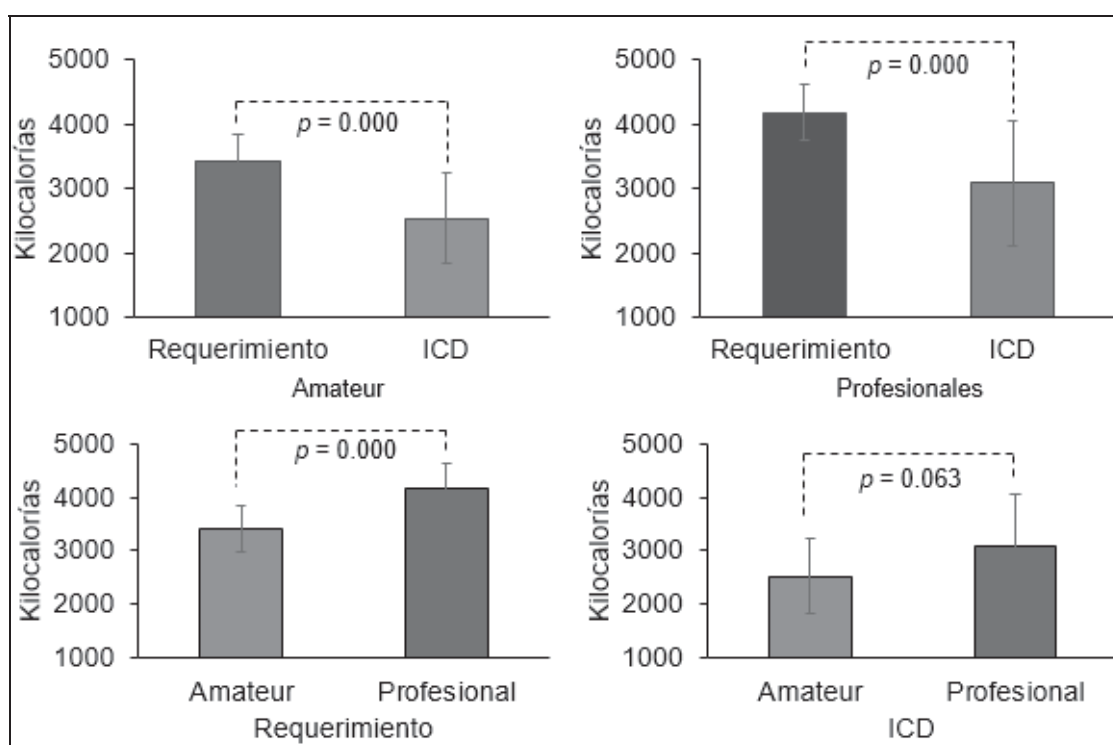 Kilocalorías
5000
4000
3000
2000
1000
p = 0.000
Requerimiento ICD
Amateur
Kilocalorías
5000
4000
3000
2000
1000
p = 0.000
Requerimiento ICD
Profesionales
Kilocalorías
5000
4000
3000
2000
1000
p = 0.000
Amateur Profesional
Requerimiento
Kilocalorías
5000
4000
3000
2000
1000
p = 0.063
Amateur Profesional
ICD